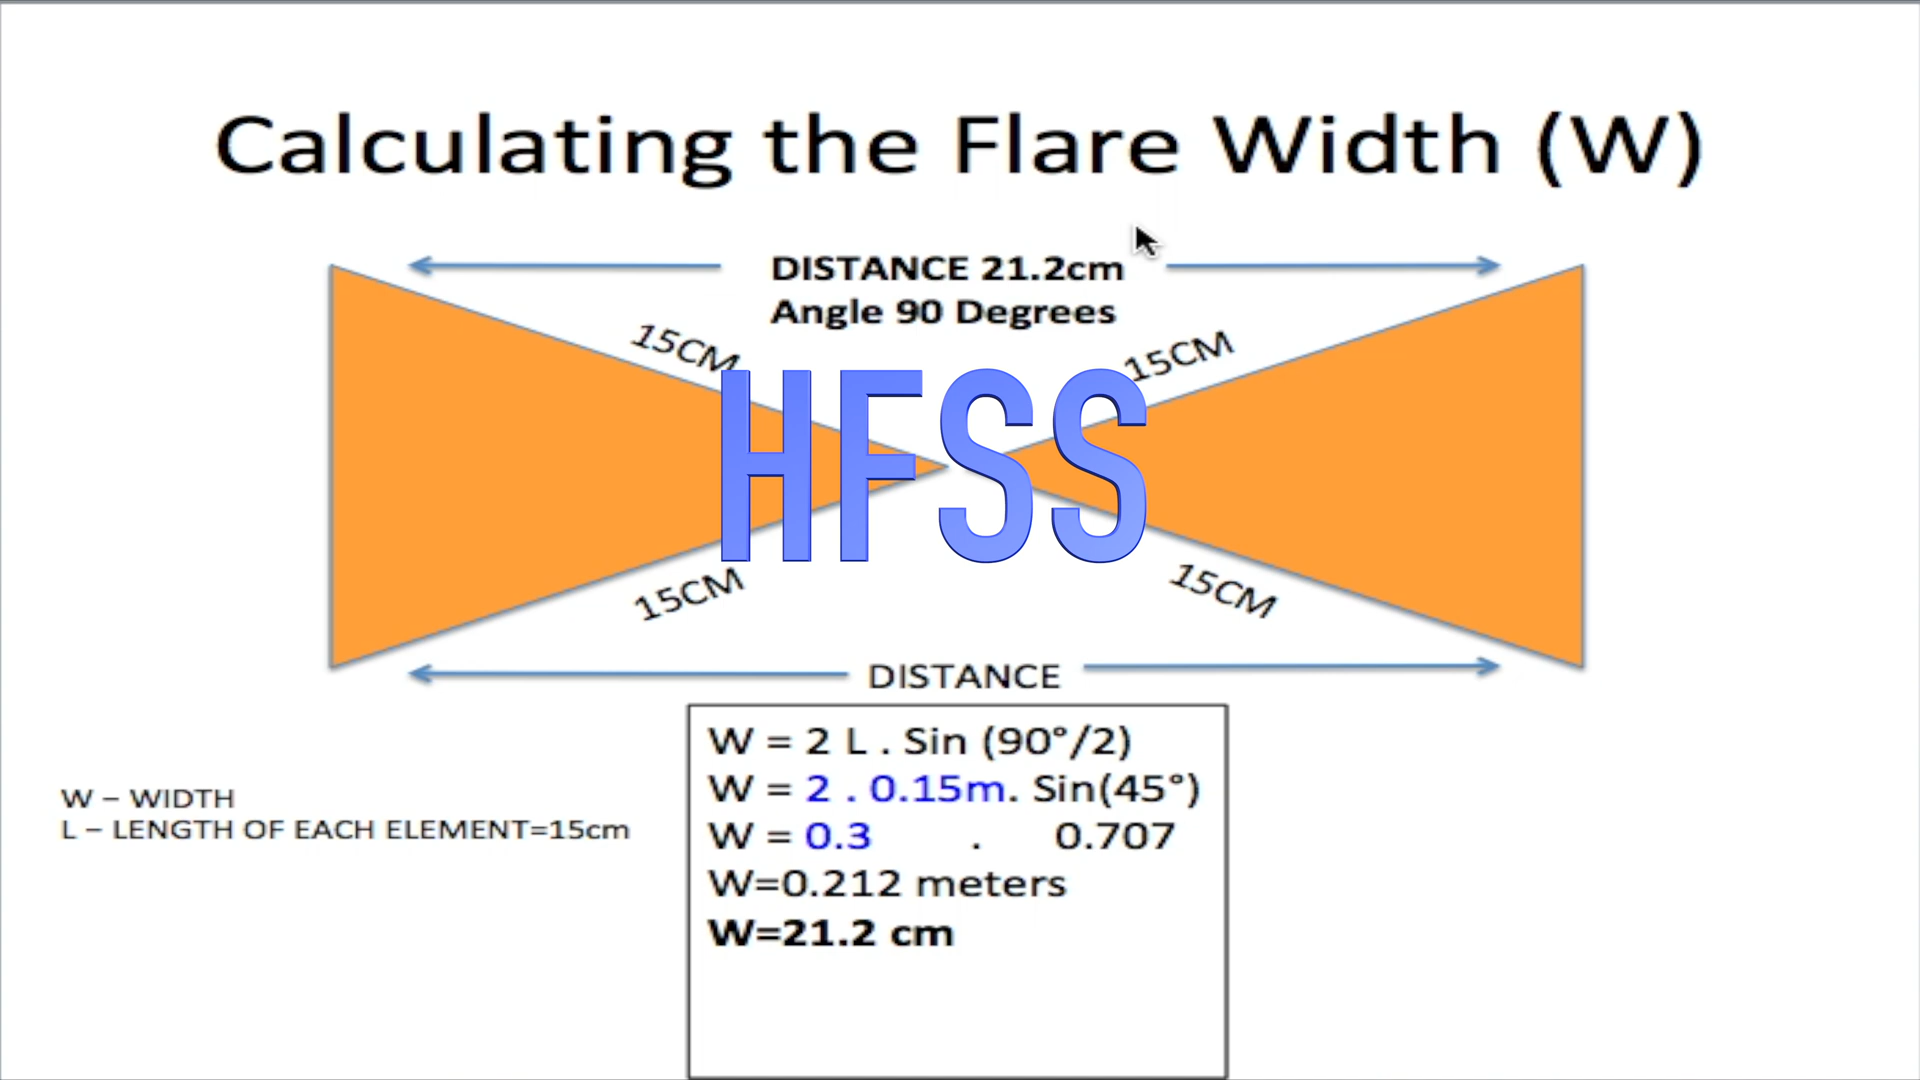 Calculating the Flare Width (W)
DISTANCE 21.2cm
Angle 90 Degrees
15CM
15CM
HFSS
15CM
15CM
DISTANCE
W = 2 L . Sin (90°/2)
W = 2 . 0.15m. Sin(45°)
W = 0.3 . 0.707
W=0.212 meters
W=21.2 cm
W – WIDTH
L – LENGTH OF EACH ELEMENT=15cm